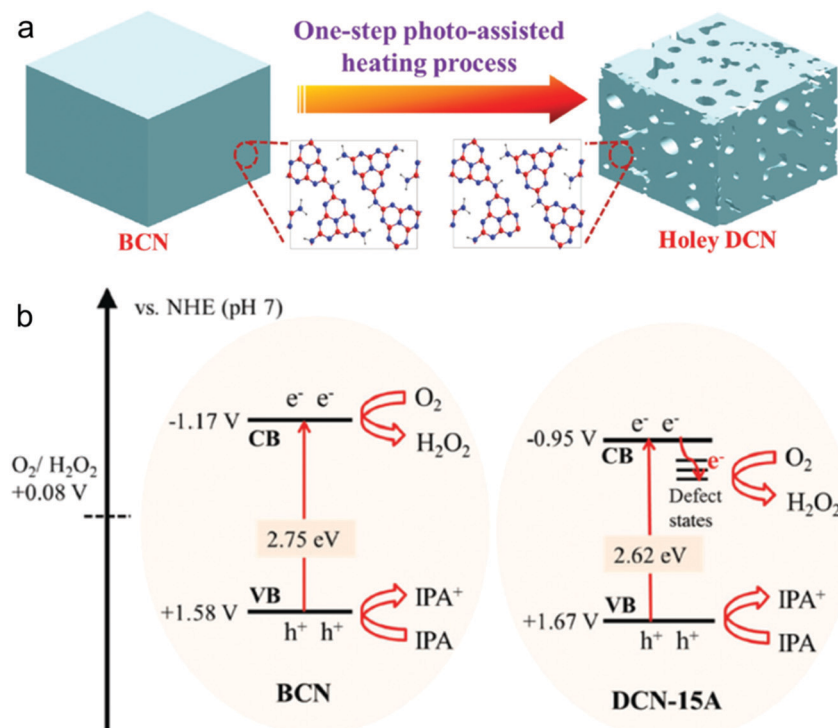 a
One-step photo-assisted
heating process
BCN
Holey DCN
b
vs. NHE (pH 7)
O₂/ H₂O₂
+0.08 V
e⁻ e⁻
-1.17 V
CB
O₂
H₂O₂
2.75 eV
VB
+1.58 V
h⁺ h⁺
IPA⁺
IPA
BCN
e⁻ e⁻
-0.95 V
CB
e⁻
Defect
states
O₂
H₂O₂
2.62 eV
VB
+1.67 V
h⁺ h⁺
IPA⁺
IPA
DCN-15A